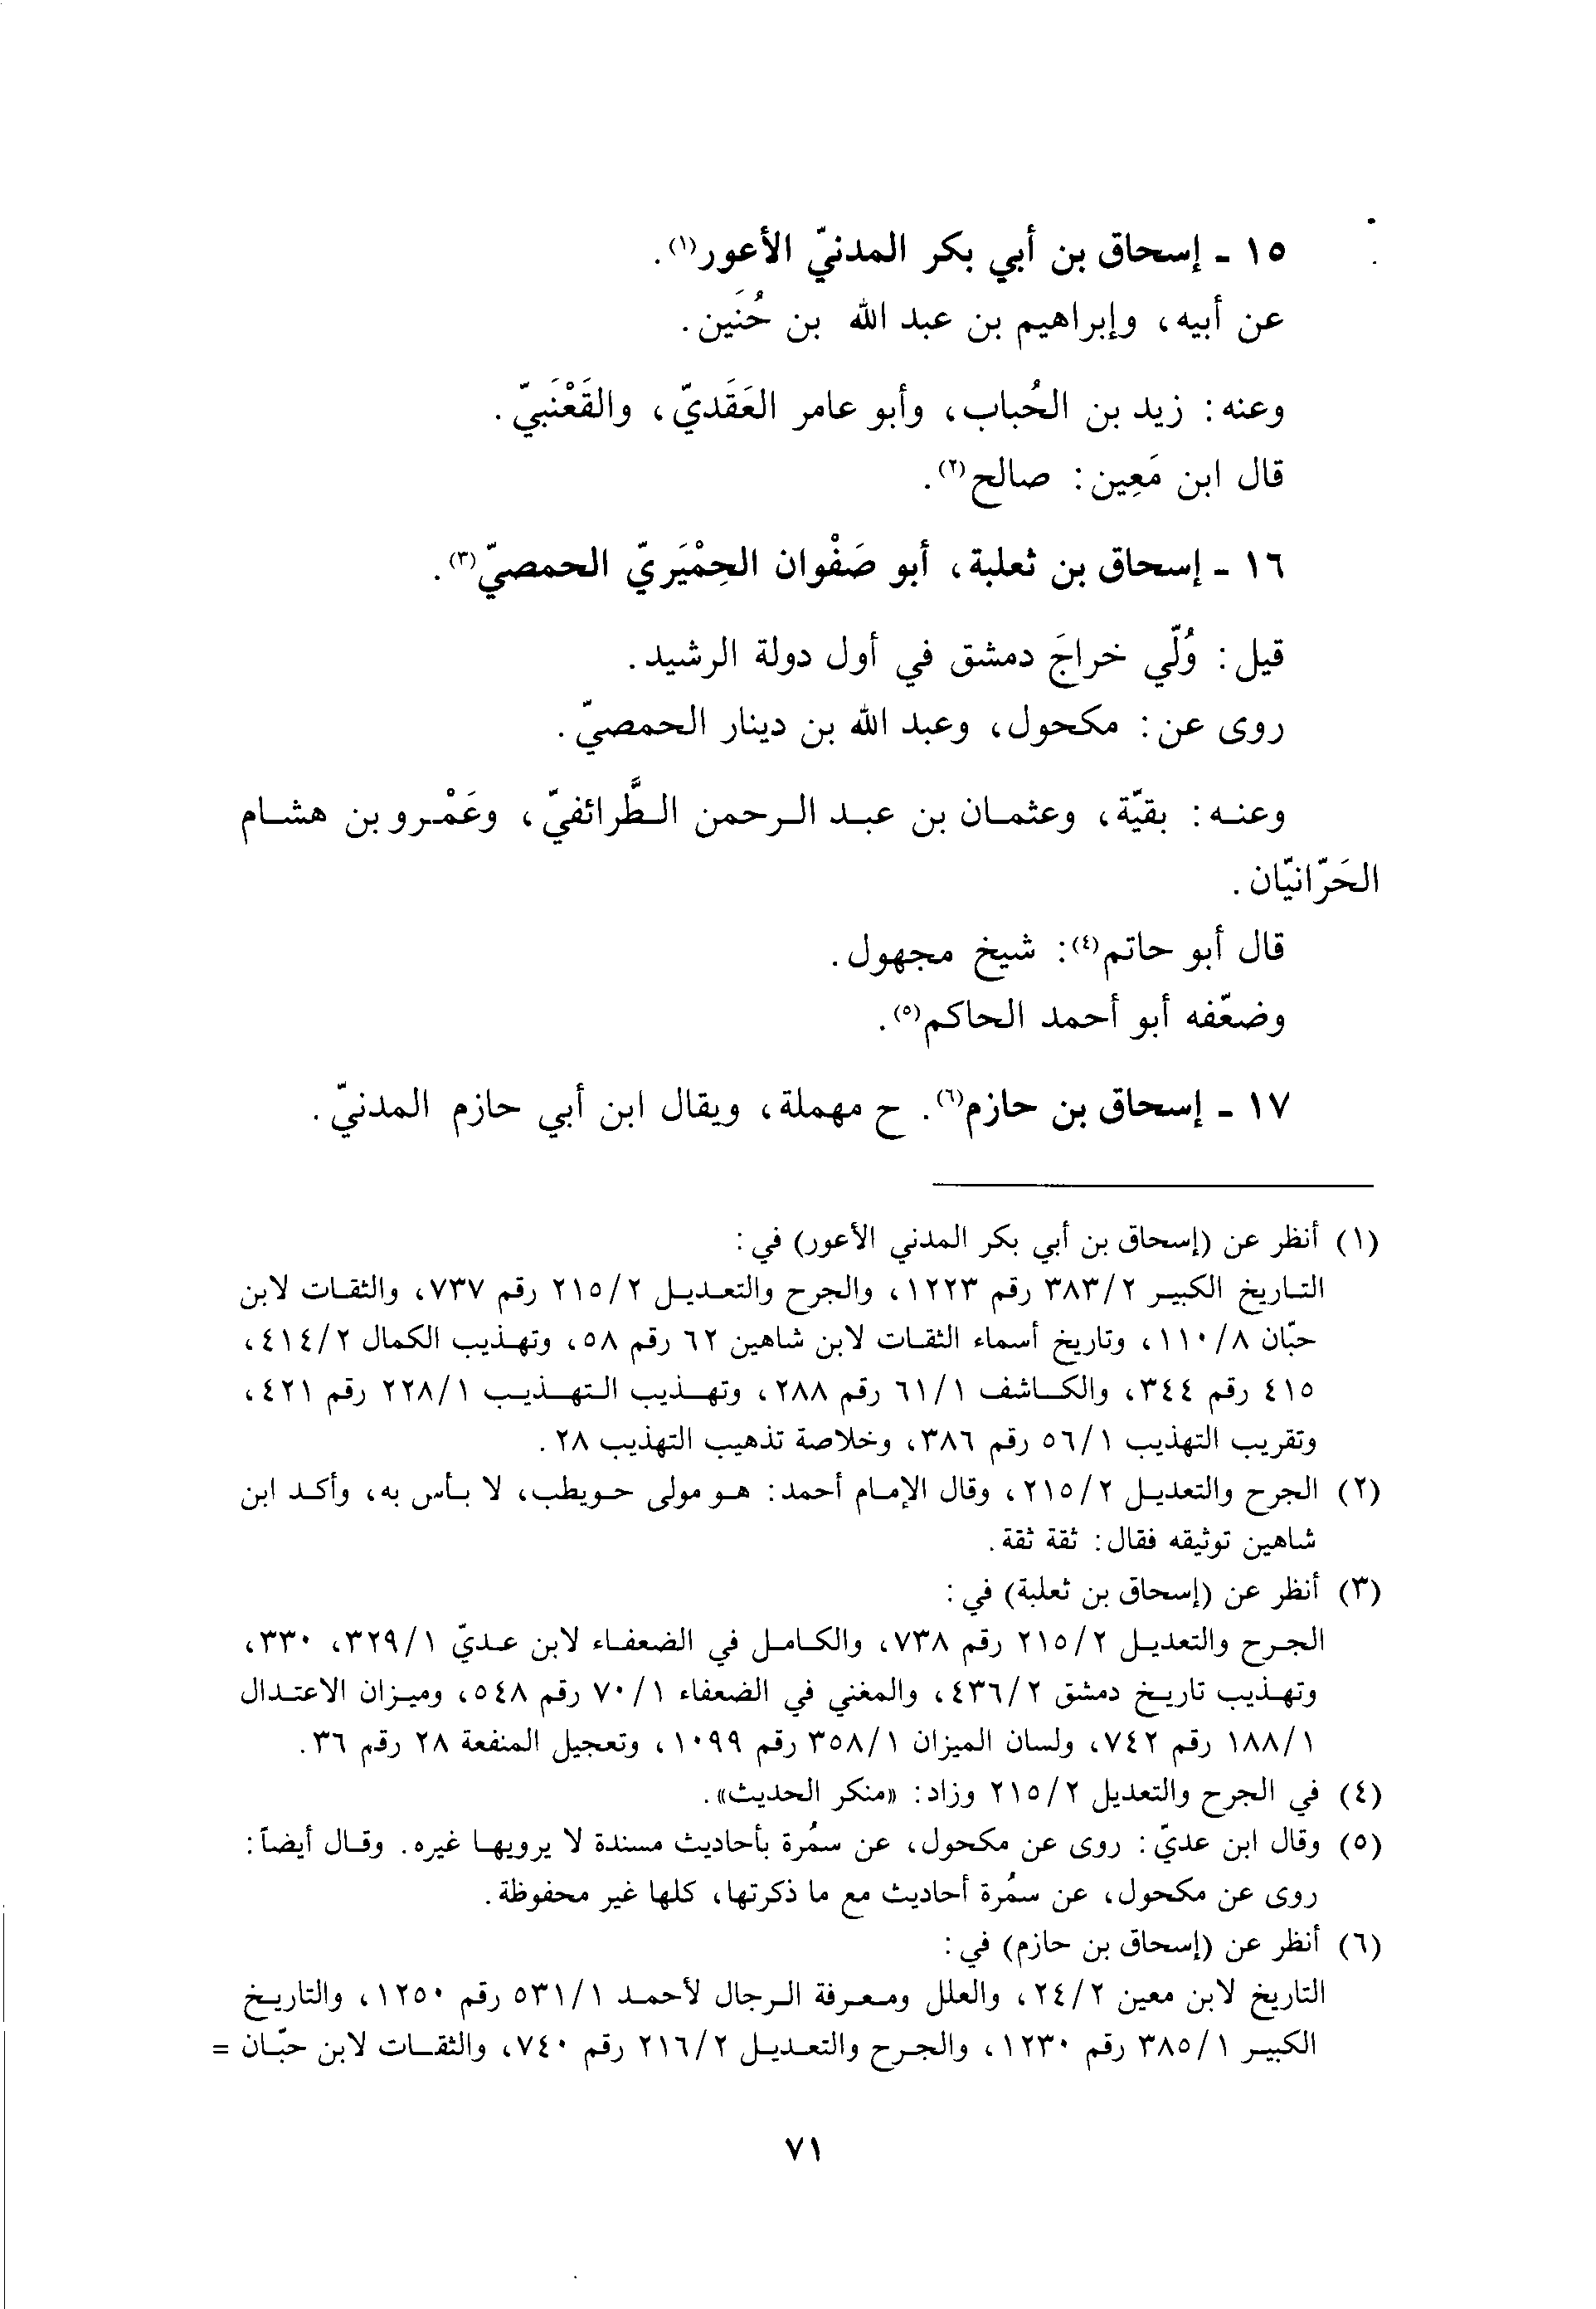 ١٥ - إسحاق بن أبي بكر المدنيّ الأعور(١).
عن أبيه، وإبراهيم بن عبد الله بن حُنَين.
وعنه: زيد بن الحُباب، وأبو عامر العَقَديّ، والقَعْنَبيّ.
قال ابن مَعِين: صالح(٢).
١٦ - إسحاق بن ثعلبة، أبو صَفْوان الحِمْيَريّ الحمصيّ(٣).
قيل: وُلّي خراجَ دمشق في أول دولة الرشيد.
روى عن: مكحول، وعبد الله بن دينار الحمصيّ.
وعنه: بقيّة، وعثمان بن عبد الرحمن الطَّرائفيّ، وعَمْرو بن هشام
الحَرّانيّان.
قال أبو حاتم(٤): شيخ مجهول.
وضعّفه أبو أحمد الحاكم(٥).
١٧ - إسحاق بن حازم(٦). ح مهملة، ويقال ابن أبي حازم المدنيّ.
(١) أنظر عن (إسحاق بن أبي بكر المدني الأعور) في:
التاريخ الكبير ٣٨٣/٢ رقم ١٢٢٣، والجرح والتعديل ٢١٥/٢ رقم ٧٣٧، والثقات لابن
حبّان ١١٠/٨، وتاريخ أسماء الثقات لابن شاهين ٦٢ رقم ٥٨، وتهذيب الكمال ٤١٤/٢،
٤١٥ رقم ٣٤٤، والكاشف ٦١/١ رقم ٢٨٨، وتهذيب التهذيب ٢٢٨/١ رقم ٤٢١،
وتقريب التهذيب ٥٦/١ رقم ٣٨٦، وخلاصة تذهيب التهذيب ٢٨.
(٢) الجرح والتعديل ٢١٥/٢، وقال الإمام أحمد: هو مولى حويطب، لا بأس به، وأكد ابن
شاهين توثيقه فقال: ثقة ثقة.
(٣) أنظر عن (إسحاق بن ثعلبة) في:
الجرح والتعديل ٢١٥/٢ رقم ٧٣٨، والكامل في الضعفاء لابن عديّ ٣٢٩/١، ٣٣٠،
وتهذيب تاريخ دمشق ٤٣٦/٢، والمغني في الضعفاء ٧٠/١ رقم ٥٤٨، وميزان الاعتدال
١٨٨/١ رقم ٧٤٢، ولسان الميزان ٣٥٨/١ رقم ١٠٩٩، وتعجيل المنفعة ٢٨ رقم ٣٦.
(٤) في الجرح والتعديل ٢١٥/٢ وزاد: «منكر الحديث».
(٥) وقال ابن عديّ: روى عن مكحول، عن سمُرة بأحاديث مسندة لا يرويها غيره. وقال أيضاً:
روى عن مكحول، عن سمُرة أحاديث مع ما ذكرتها، كلها غير محفوظة.
(٦) أنظر عن (إسحاق بن حازم) في:
التاريخ لابن معين ٢٤/٢، والعلل ومعرفة الرجال لأحمد ٥٣١/١ رقم ١٢٥٠، والتاريخ
الكبير ٣٨٥/١ رقم ١٢٣٠، والجرح والتعديل ٢١٦/٢ رقم ٧٤٠، والثقات لابن حبّان =
٧١